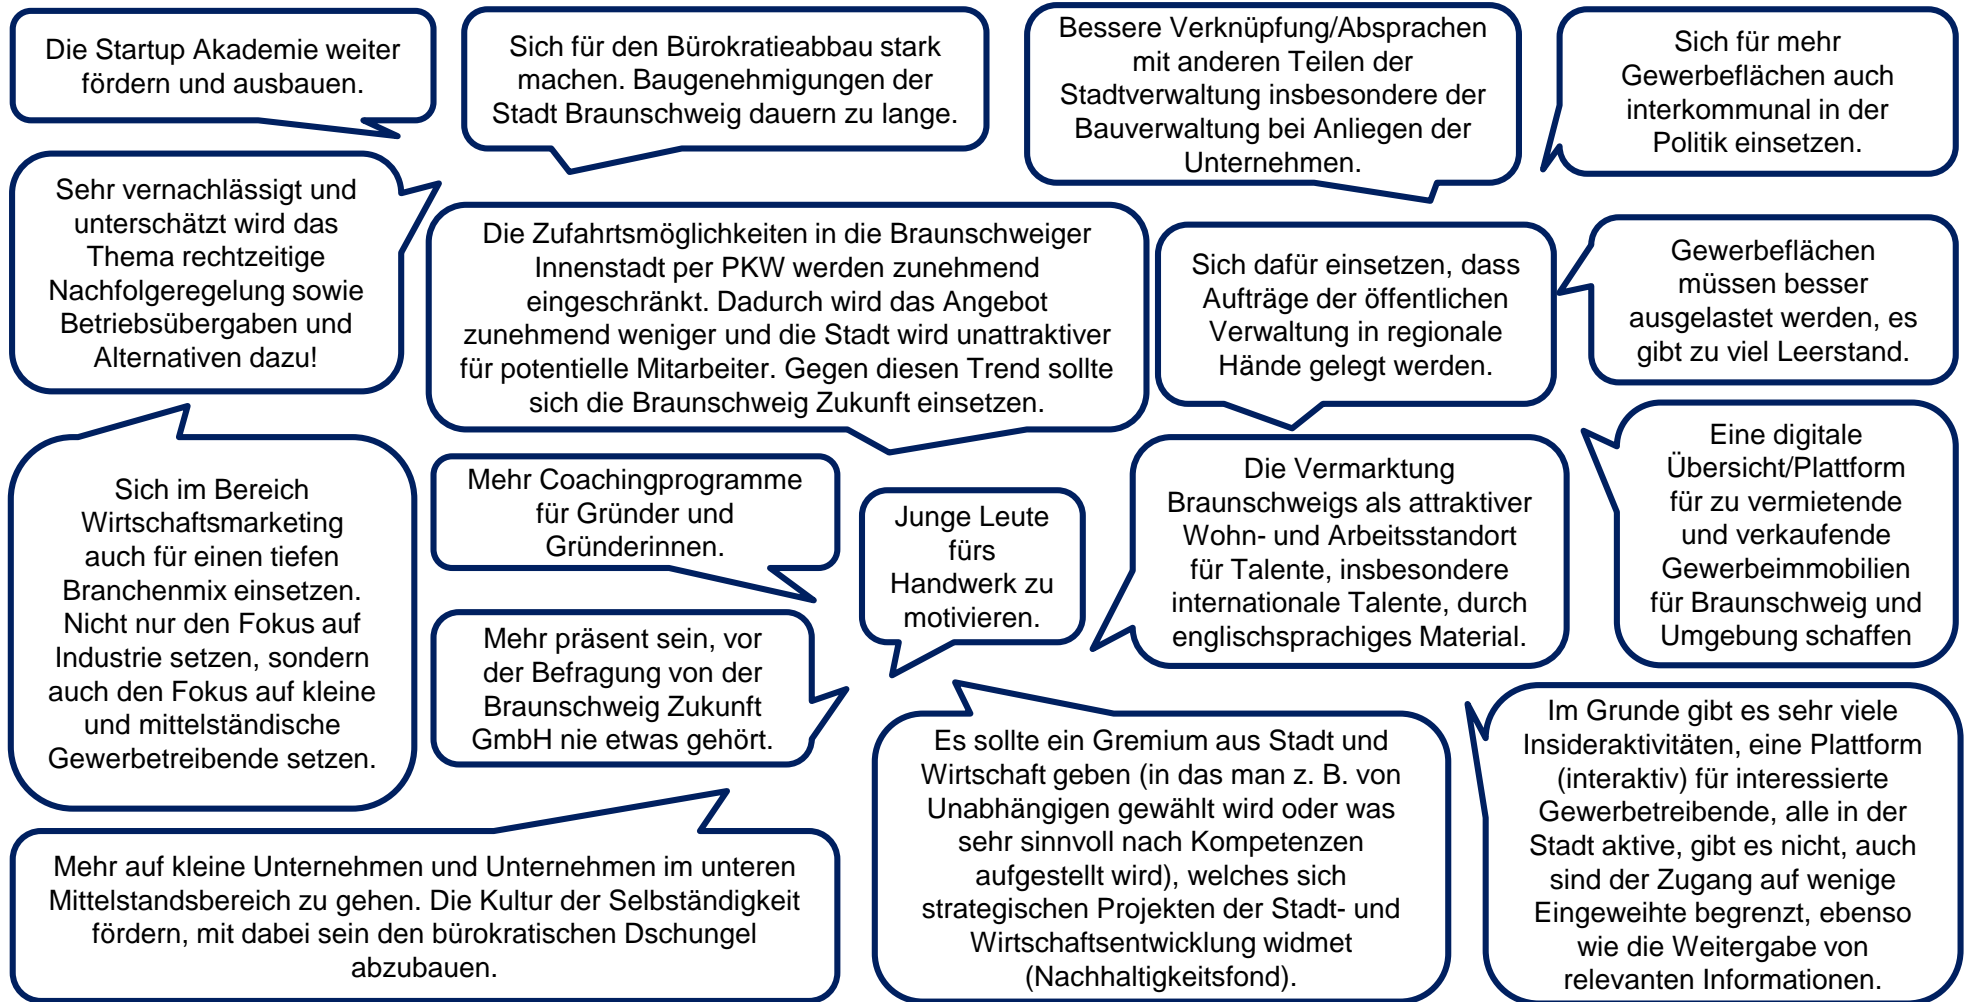 Die Startup Akademie weiter
fördern und ausbauen.
Sich für den Bürokratieabbau stark
machen. Baugenehmigungen der
Stadt Braunschweig dauern zu lange.
Bessere Verknüpfung/Absprachen
mit anderen Teilen der
Stadtverwaltung insbesondere der
Bauverwaltung bei Anliegen der
Unternehmen.
Sich für mehr
Gewerbeflächen auch
interkommunal in der
Politik einsetzen.
Sehr vernachlässigt und
unterschätzt wird das
Thema rechtzeitige
Nachfolgeregelung sowie
Betriebsübergaben und
Alternativen dazu!
Die Zufahrtsmöglichkeiten in die Braunschweiger
Innenstadt per PKW werden zunehmend
eingeschränkt. Dadurch wird das Angebot
zunehmend weniger und die Stadt wird unattraktiver
für potentielle Mitarbeiter. Gegen diesen Trend sollte
sich die Braunschweig Zukunft einsetzen.
Sich dafür einsetzen, dass
Aufträge der öffentlichen
Verwaltung in regionale
Hände gelegt werden.
Gewerbeflächen
müssen besser
ausgelastet werden, es
gibt zu viel Leerstand.
Sich im Bereich
Wirtschaftsmarketing
auch für einen tiefen
Branchenmix einsetzen.
Nicht nur den Fokus auf
Industrie setzen, sondern
auch den Fokus auf kleine
und mittelständische
Gewerbetreibende setzen.
Mehr Coachingprogramme
für Gründer und
Gründerinnen.
Junge Leute
fürs
Handwerk zu
motivieren.
Die Vermarktung
Braunschweigs als attraktiver
Wohn- und Arbeitsstandort
für Talente, insbesondere
internationale Talente, durch
englischsprachiges Material.
Eine digitale
Übersicht/Plattform
für zu vermietende
und verkaufende
Gewerbeimmobilien
für Braunschweig und
Umgebung schaffen
Mehr präsent sein, vor
der Befragung von der
Braunschweig Zukunft
GmbH nie etwas gehört.
Es sollte ein Gremium aus Stadt und
Wirtschaft geben (in das man z. B. von
Unabhängigen gewählt wird oder was
sehr sinnvoll nach Kompetenzen
aufgestellt wird), welches sich
strategischen Projekten der Stadt- und
Wirtschaftsentwicklung widmet
(Nachhaltigkeitsfond).
Im Grunde gibt es sehr viele
Insideraktivitäten, eine Plattform
(interaktiv) für interessierte
Gewerbetreibende, alle in der
Stadt aktive, gibt es nicht, auch
sind der Zugang auf wenige
Eingeweihte begrenzt, ebenso
wie die Weitergabe von
relevanten Informationen.
Mehr auf kleine Unternehmen und Unternehmen im unteren
Mittelstandsbereich zu gehen. Die Kultur der Selbständigkeit
fördern, mit dabei sein den bürokratischen Dschungel
abzubauen.